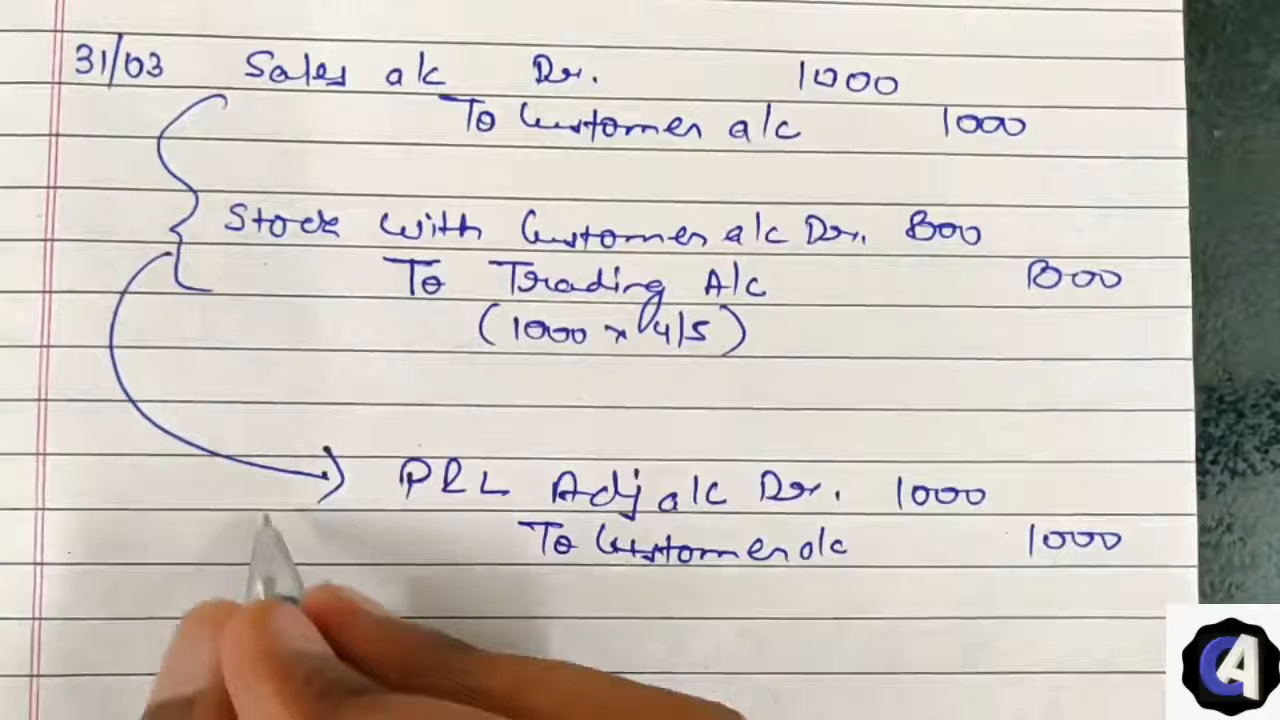 31/03 Sales a/c Dr. 1000
To Customer a/c 1000
Stock with Customer a/c Dr. 800
To Trading A/c 800
(1000 x 4/5)
P&L Adj a/c Dr. 1000
To Customer a/c 1000
CA